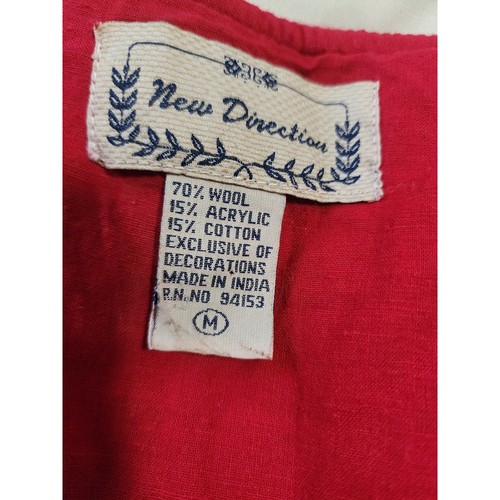 New Direction
70% WOOL
15% ACRYLIC
15% COTTON
EXCLUSIVE OF
DECORATIONS
MADE IN INDIA
R.N.NO 94153
M